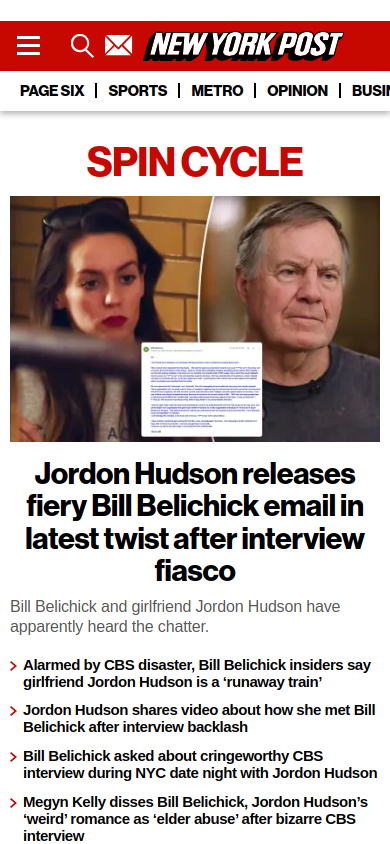 NEW YORK POST
PAGE SIX
SPORTS
METRO
OPINION
BUSIN
SPIN CYCLE
Jordon Hudson releases
fiery Bill Belichick email in
latest twist after interview
fiasco
Bill Belichick and girlfriend Jordon Hudson have
apparently heard the chatter.
Alarmed by CBS disaster, Bill Belichick insiders say
girlfriend Jordon Hudson is a ‘runaway train’
Jordon Hudson shares video about how she met Bill
Belichick after interview backlash
Bill Belichick asked about cringeworthy CBS
interview during NYC date night with Jordon Hudson
Megyn Kelly disses Bill Belichick, Jordon Hudson’s
‘weird’ romance as ‘elder abuse’ after bizarre CBS
interview